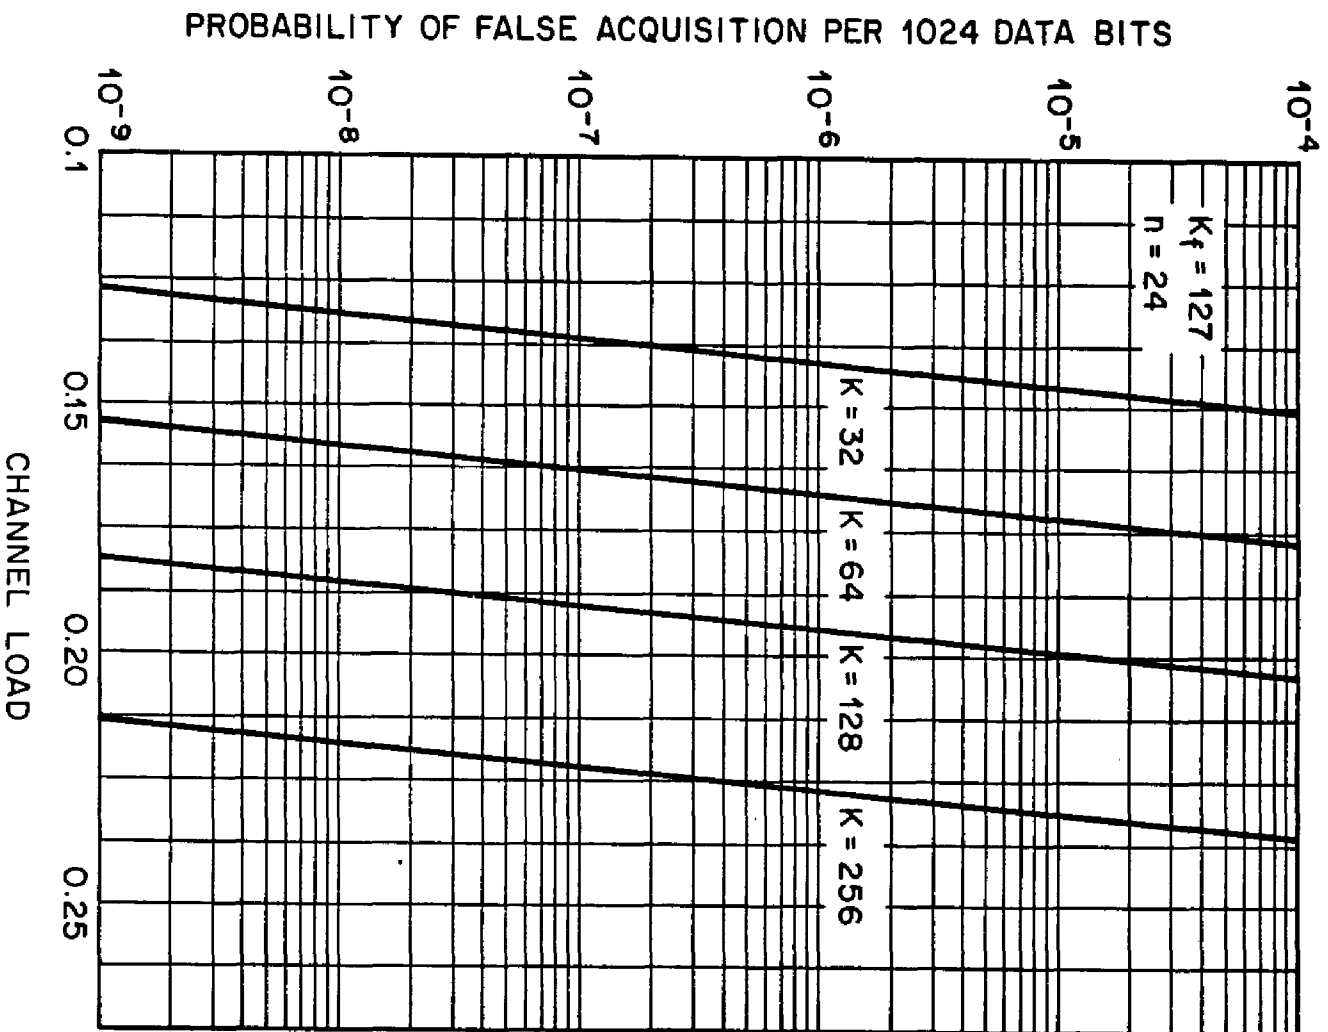 PROBABILITY OF FALSE ACQUISITION PER 1024 DATA BITS
10-9
10-8
10-7
10-6
10-5
10-4
0.1
0.15
0.20
0.25
CHANNEL LOAD
Kf = 127
n = 24
K = 32
K = 64
K = 128
K = 256